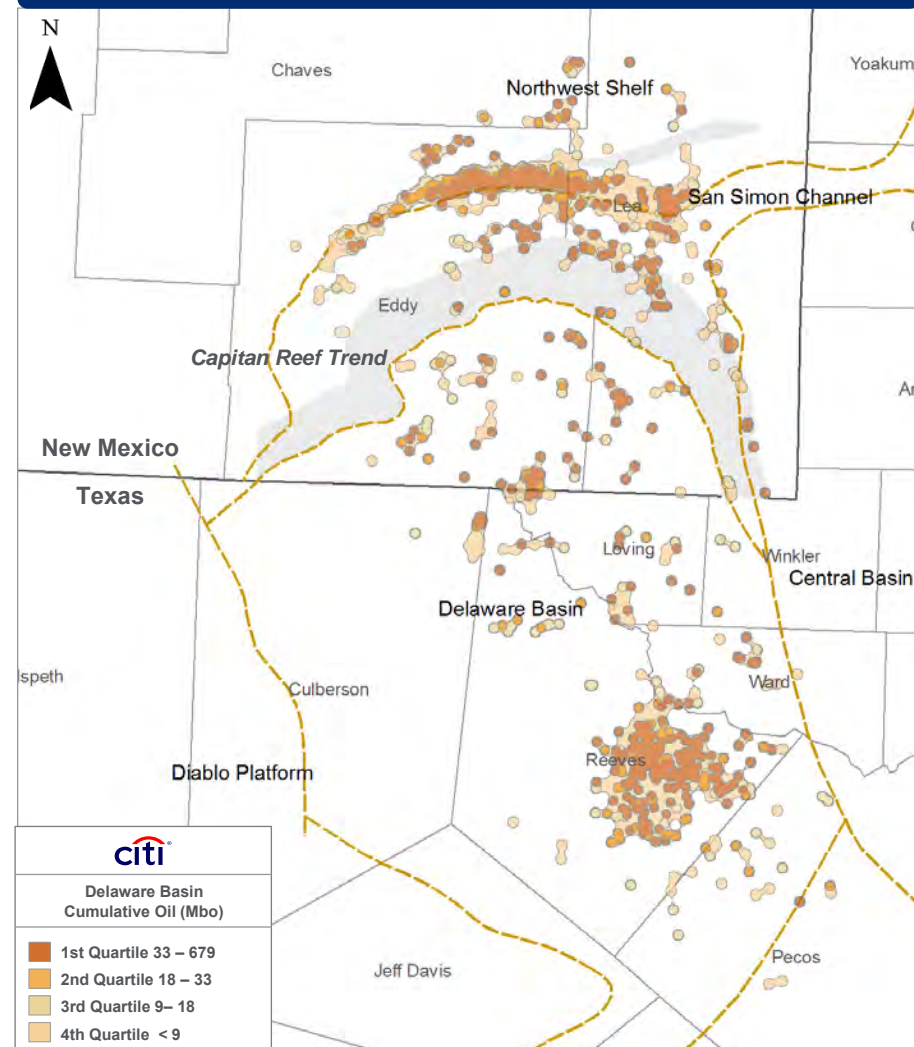 N
Chaves
Yoakum
Northwest Shelf
San Simon Channel
Lea
Eddy
Capitan Reef Trend
New Mexico
Texas
Loving
Winkler
Central Basin
Delaware Basin
lspeth
Culberson
Ward
Reeves
Diablo Platform
citi®
Delaware Basin
Cumulative Oil (Mbo)
1st Quartile 33 – 679
2nd Quartile 18 – 33
3rd Quartile 9– 18
4th Quartile < 9
Jeff Davis
Pecos